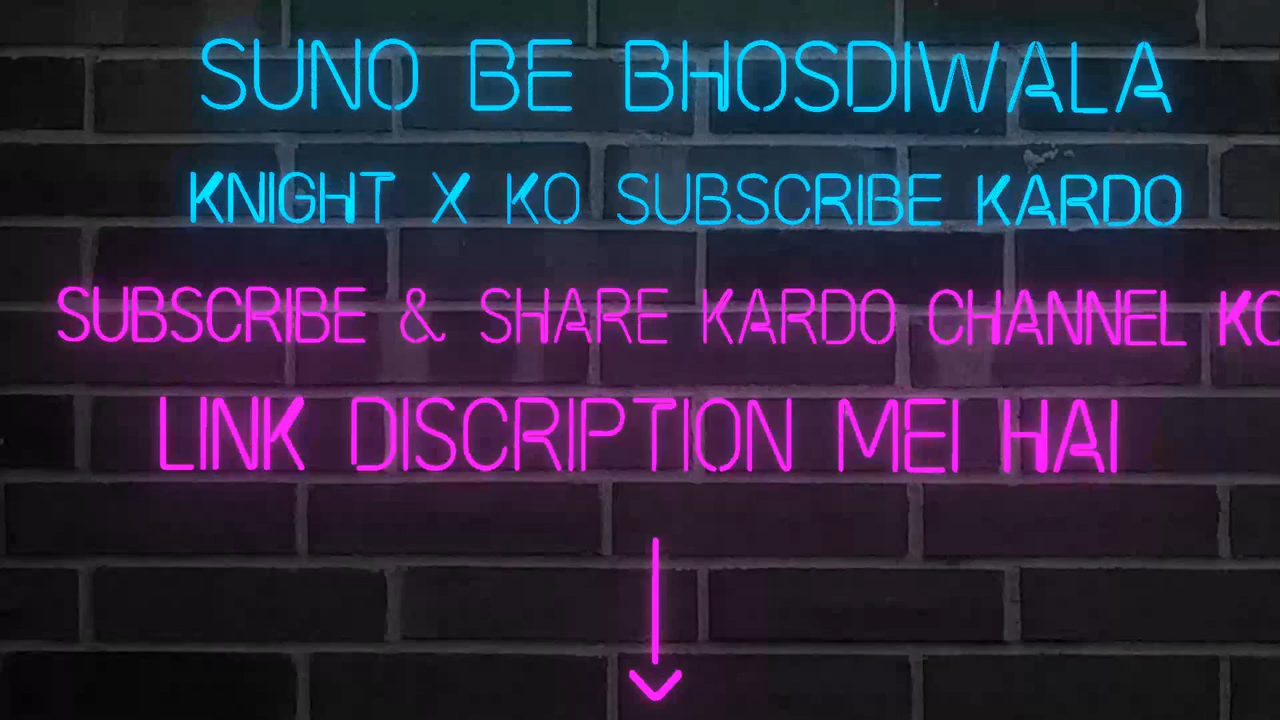 SUNO BE BHOSDIWALA
KNIGHT X KO SUBSCRIBE KARDO
SUBSCRIBE & SHARE KARDO CHANNEL KO
LINK DISCRIPTION MEI HAI